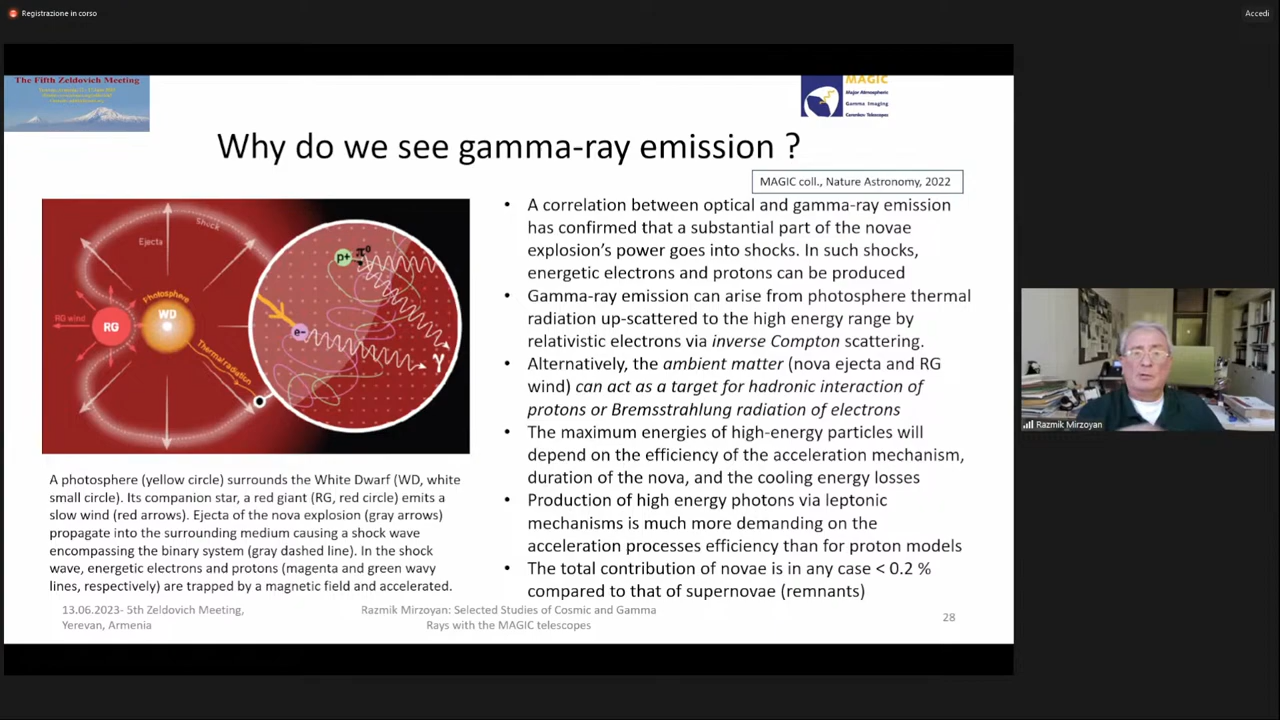 Registrazione in corso
Accedi
The Fifth Zeldovich Meeting
MAGIC
Major Atmospheric
Gamma Imaging
Cerenkov Telescopes
Why do we see gamma-ray emission ?
MAGIC coll., Nature Astronomy, 2022
Shock
Ejecta
Photosphere
RG wind
RG
WD
Thermal radiation
p+
π⁰
e-
γ
A photosphere (yellow circle) surrounds the White Dwarf (WD, white
small circle). Its companion star, a red giant (RG, red circle) emits a
slow wind (red arrows). Ejecta of the nova explosion (gray arrows)
propagate into the surrounding medium causing a shock wave
encompassing the binary system (gray dashed line). In the shock
wave, energetic electrons and protons (magenta and green wavy
lines, respectively) are trapped by a magnetic field and accelerated.
• A correlation between optical and gamma-ray emission
has confirmed that a substantial part of the novae
explosion's power goes into shocks. In such shocks,
energetic electrons and protons can be produced
• Gamma-ray emission can arise from photosphere thermal
radiation up-scattered to the high energy range by
relativistic electrons via inverse Compton scattering.
• Alternatively, the ambient matter (nova ejecta and RG
wind) can act as a target for hadronic interaction of
protons or Bremsstrahlung radiation of electrons
• The maximum energies of high-energy particles will
depend on the efficiency of the acceleration mechanism,
duration of the nova, and the cooling energy losses
• Production of high energy photons via leptonic
mechanisms is much more demanding on the
acceleration processes efficiency than for proton models
• The total contribution of novae is in any case < 0.2 %
compared to that of supernovae (remnants)
13.06.2023- 5th Zeldovich Meeting,
Yerevan, Armenia
Razmik Mirzoyan: Selected Studies of Cosmic and Gamma
Rays with the MAGIC telescopes
28
Razmik Mirzoyan